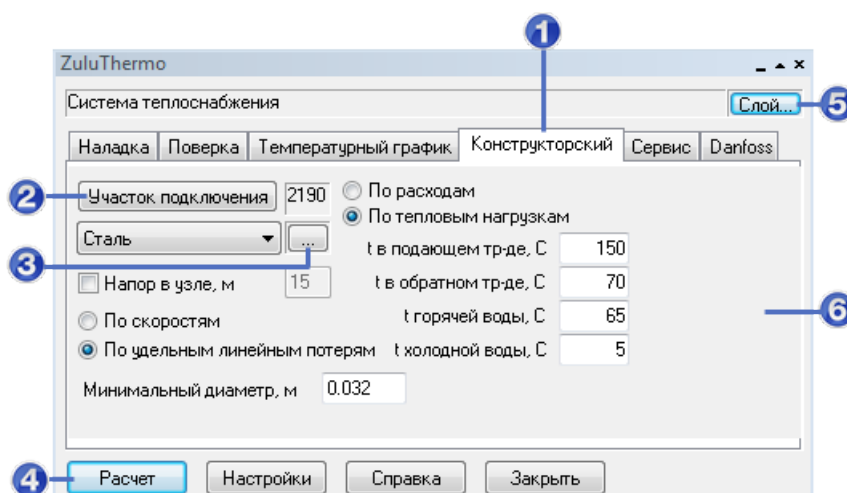 1
ZuluThermo
Система теплоснабжения Слой... 5
Наладка Поверка Температурный график Конструкторский Сервис Danfoss
2 Участок подключения 2190 По расходам
По тепловым нагрузкам
Сталь ... t в подающем тр-де, С 150
3
Напор в узле, м 15 t в обратном тр-де, С 70
По скоростям t горячей воды, С 65 6
По удельным линейным потерям t холодной воды, С 5
Минимальный диаметр, м 0.032
4 Расчет Настройки Справка Закрыть